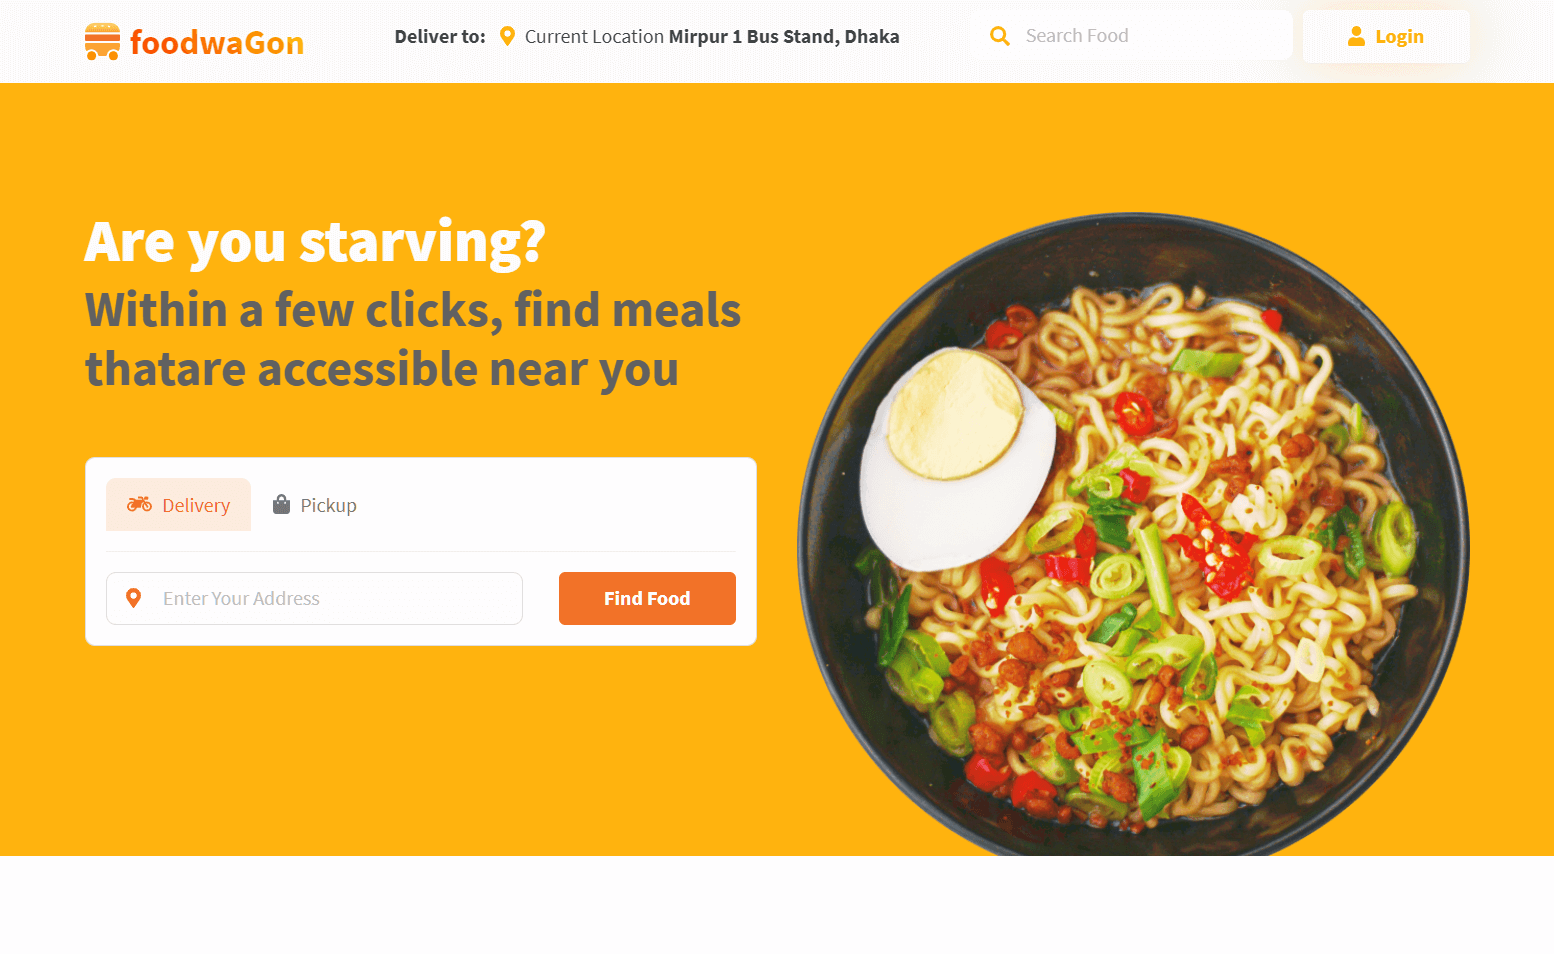 foodwaGon
Deliver to: Current Location Mirpur 1 Bus Stand, Dhaka
Search Food
Login
Are you starving?
Within a few clicks, find meals
thatare accessible near you
Delivery
Pickup
Enter Your Address
Find Food